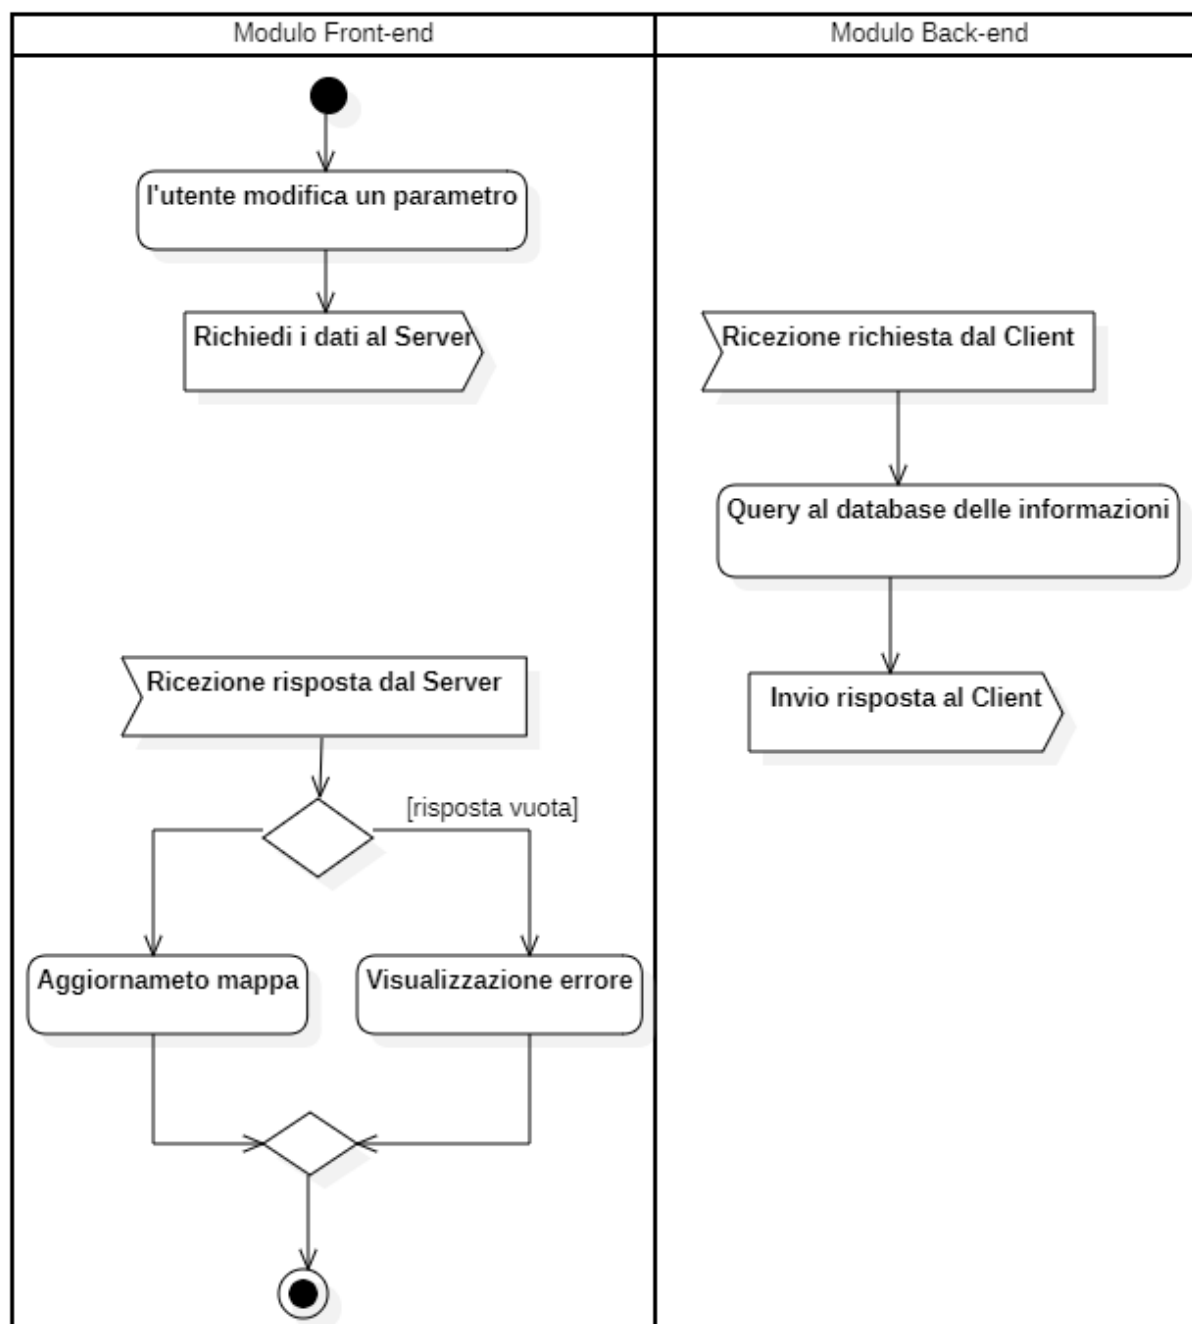 Modulo Front-end
Modulo Back-end
l'utente modifica un parametro
Richiedi i dati al Server
Ricezione richiesta dal Client
Query al database delle informazioni
Ricezione risposta dal Server
Invio risposta al Client
[risposta vuota]
Aggiornameto mappa
Visualizzazione errore